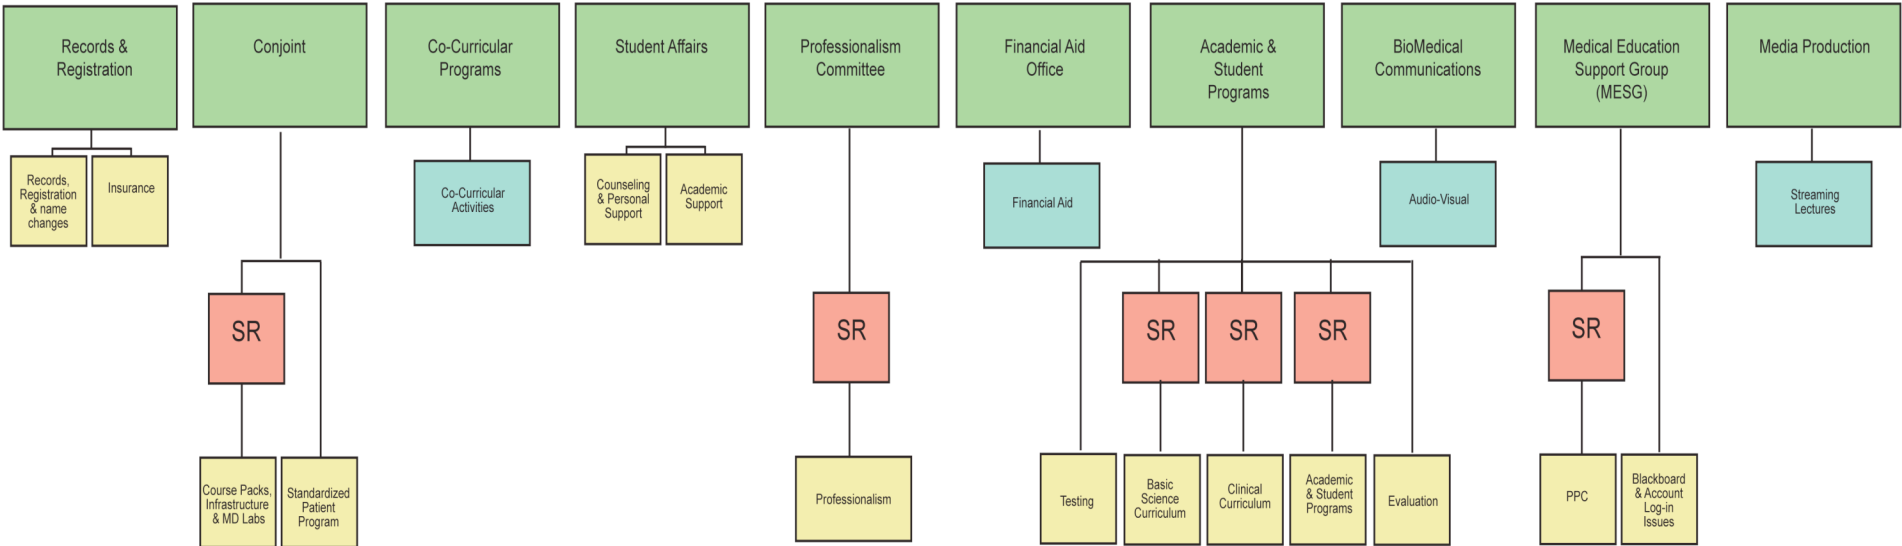 Records &
Registration
Conjoint
Co-Curricular
Programs
Student Affairs
Professionalism
Committee
Financial Aid
Office
Academic &
Student
Programs
BioMedical
Communications
Medical Education
Support Group
(MESG)
Media Production
Records,
Registration
& name
changes
Insurance
Co-Curricular
Activities
Counseling
& Personal
Support
Academic
Support
Financial Aid
Audio-Visual
Streaming
Lectures
SR
SR
SR
SR
SR
SR
Course Packs,
Infrastructure
& MD Labs
Standardized
Patient
Program
Professionalism
Testing
Basic
Science
Curriculum
Clinical
Curriculum
Academic
& Student
Programs
Evaluation
PPC
Blackboard
& Account
Log-in
Issues